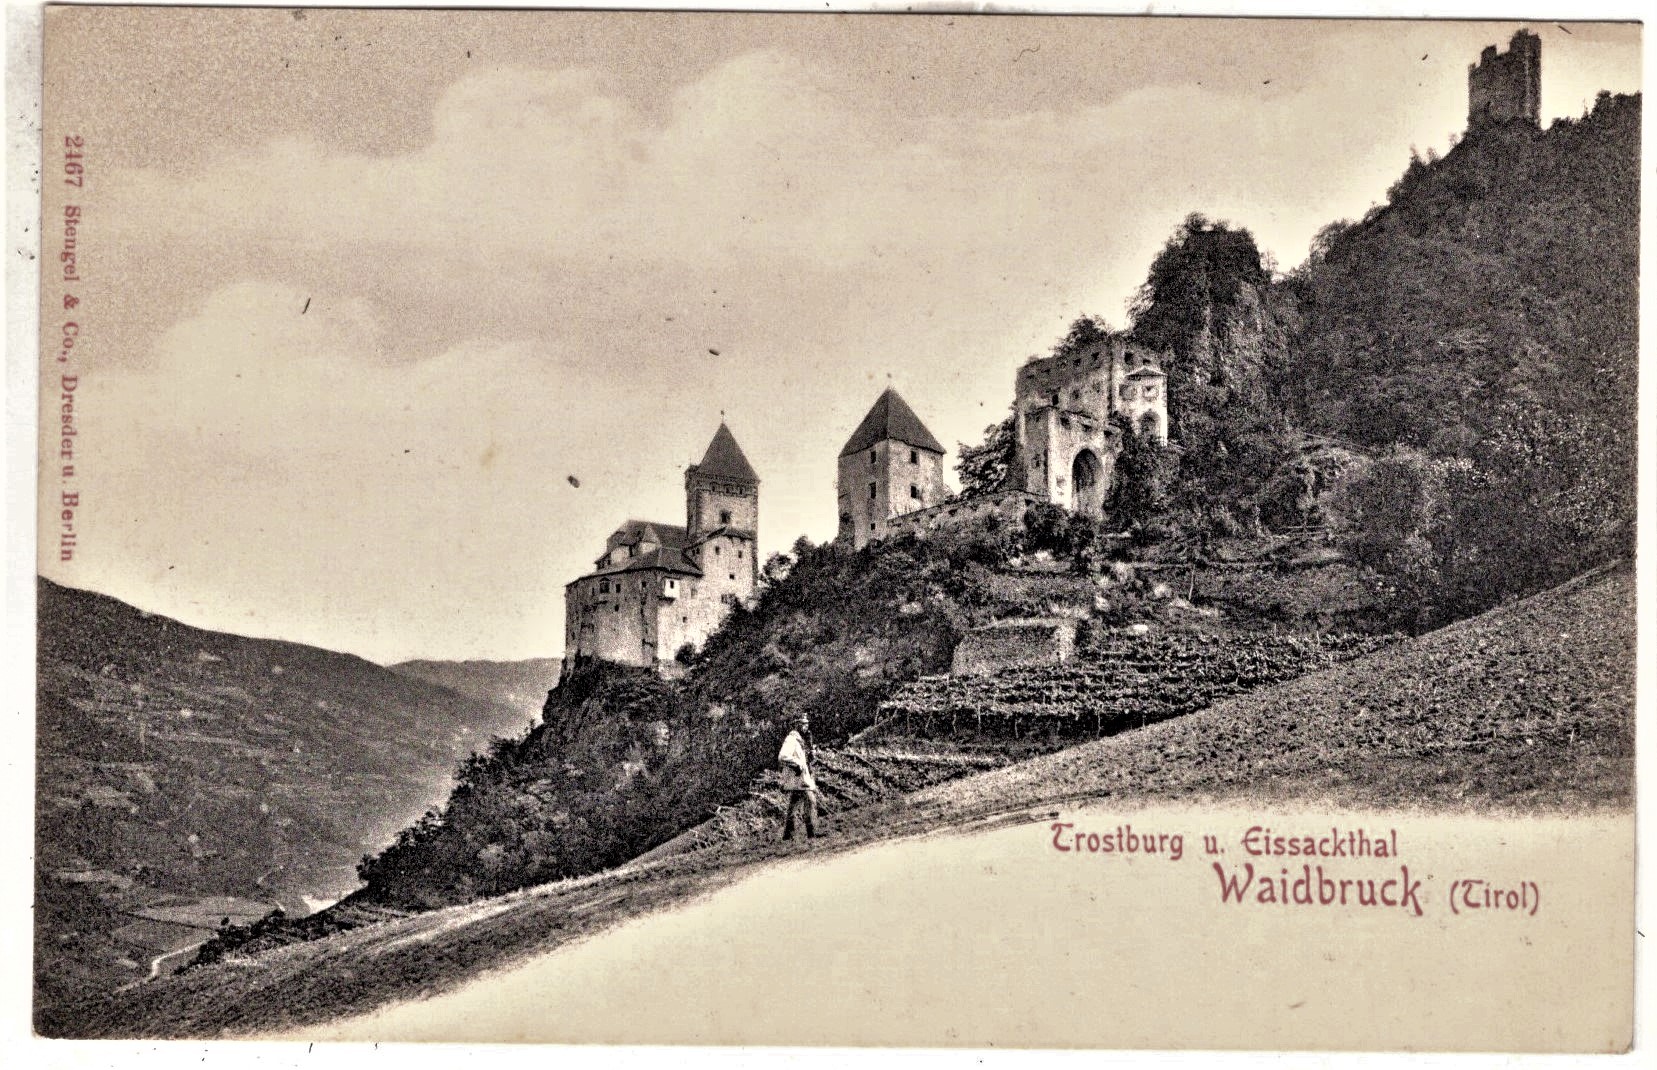 2467 Stengel & Co., Dresden u. Berlin
Trostburg u. Eissackthal
Waidbruck (Tirol)